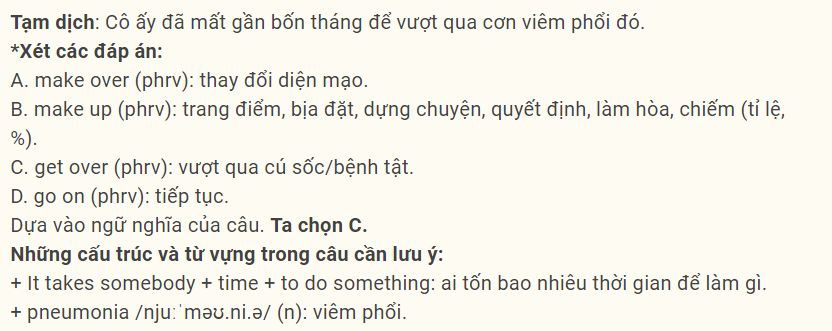 Tạm dịch: Cô ấy đã mất gần bốn tháng để vượt qua cơn viêm phổi đó.
*Xét các đáp án:
A. make over (phrv): thay đổi diện mạo.
B. make up (phrv): trang điểm, bịa đặt, dựng chuyện, quyết định, làm hòa, chiếm (tỉ lệ,
%).
C. get over (phrv): vượt qua cú sốc/bệnh tật.
D. go on (phrv): tiếp tục.
Dựa vào ngữ nghĩa của câu. Ta chọn C.
Những cấu trúc và từ vựng trong câu cần lưu ý:
+ It takes somebody + time + to do something: ai tốn bao nhiêu thời gian để làm gì.
+ pneumonia /njuːˈməʊ.ni.ə/ (n): viêm phổi.